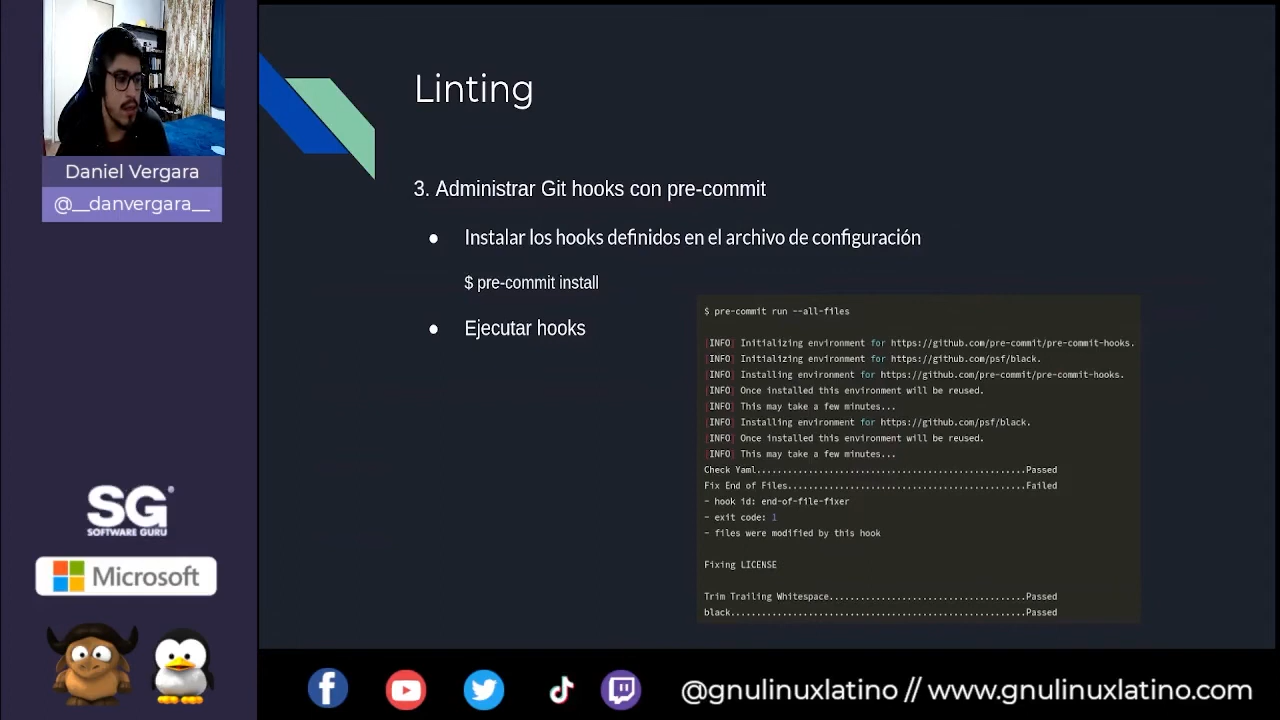 Daniel Vergara
@__danvergara__
SG
SOFTWARE GURU
Microsoft
Linting
3. Administrar Git hooks con pre-commit
● Instalar los hooks definidos en el archivo de configuración
$ pre-commit install
● Ejecutar hooks
$ pre-commit run --all-files
[INFO] Initializing environment for https://github.com/pre-commit/pre-commit-hooks.
[INFO] Initializing environment for https://github.com/psf/black.
[INFO] Installing environment for https://github.com/pre-commit/pre-commit-hooks.
[INFO] Once installed this environment will be reused.
[INFO] This may take a few minutes...
[INFO] Installing environment for https://github.com/psf/black.
[INFO] Once installed this environment will be reused.
[INFO] This may take a few minutes...
Check Yaml....................................................Passed
Fix End of Files..............................................Failed
- hook id: end-of-file-fixer
- exit code: 1
- files were modified by this hook
Fixing LICENSE
Trim Trailing Whitespace......................................Passed
black.........................................................Passed
@gnulinuxlatino // www.gnulinuxlatino.com